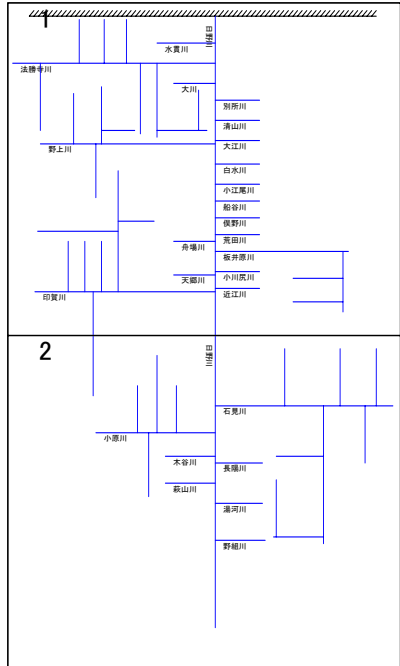 1
日野川
水貫川
法勝寺川
大川
別所川
清山川
大江川
野上川
白水川
小江尾川
船谷川
俣野川
荒田川
舟場川
板井原川
天郷川
小川尻川
近江川
印賀川
2
日野川
石見川
小原川
木谷川
長陽川
萩山川
湯河川
野組川